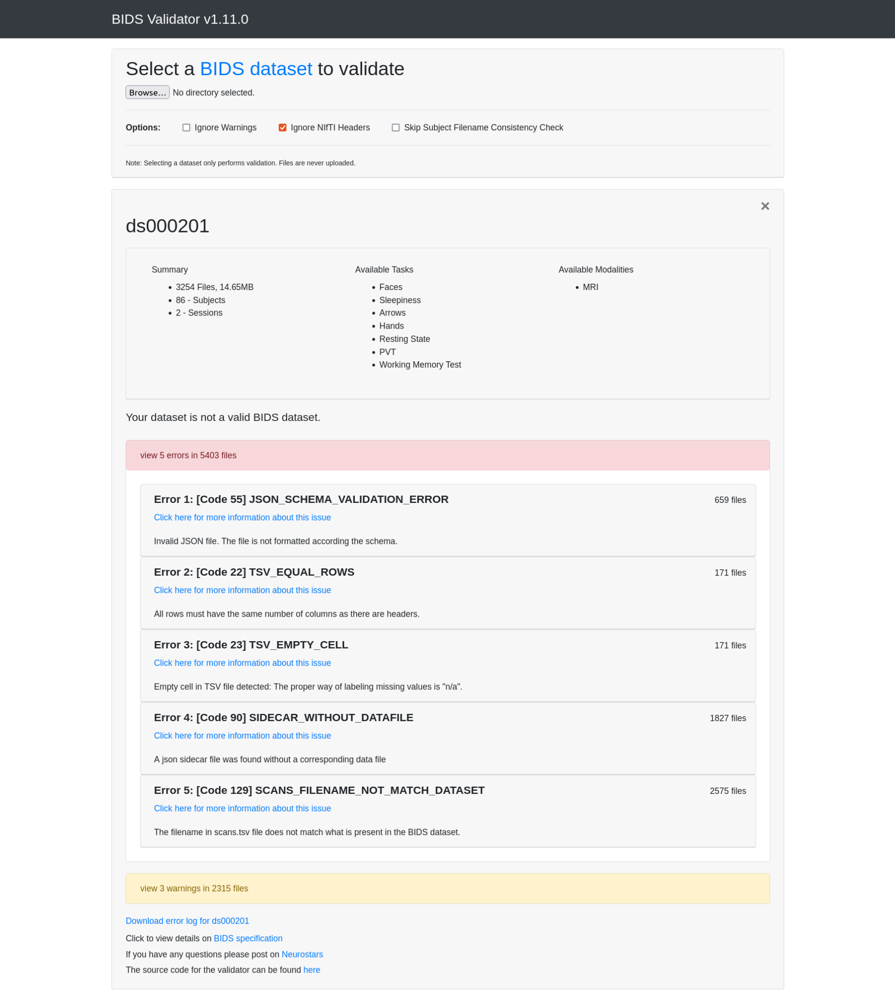 BIDS Validator v1.11.0
Select a BIDS dataset to validate
Browse... No directory selected.
Options: Ignore Warnings Ignore NIfTI Headers Skip Subject Filename Consistency Check
Note: Selecting a dataset only performs validation. Files are never uploaded.
×
ds000201
Summary
3254 Files, 14.65MB
86 - Subjects
2 - Sessions
Available Tasks
Faces
Sleepiness
Arrows
Hands
Resting State
PVT
Working Memory Test
Available Modalities
MRI
Your dataset is not a valid BIDS dataset.
view 5 errors in 5403 files
Error 1: [Code 55] JSON_SCHEMA_VALIDATION_ERROR 659 files
Click here for more information about this issue
Invalid JSON file. The file is not formatted according the schema.
Error 2: [Code 22] TSV_EQUAL_ROWS 171 files
Click here for more information about this issue
All rows must have the same number of columns as there are headers.
Error 3: [Code 23] TSV_EMPTY_CELL 171 files
Click here for more information about this issue
Empty cell in TSV file detected: The proper way of labeling missing values is "n/a".
Error 4: [Code 90] SIDECAR_WITHOUT_DATAFILE 1827 files
Click here for more information about this issue
A json sidecar file was found without a corresponding data file
Error 5: [Code 129] SCANS_FILENAME_NOT_MATCH_DATASET 2575 files
Click here for more information about this issue
The filename in scans.tsv file does not match what is present in the BIDS dataset.
view 3 warnings in 2315 files
Download error log for ds000201
Click to view details on BIDS specification
If you have any questions please post on Neurostars
The source code for the validator can be found here